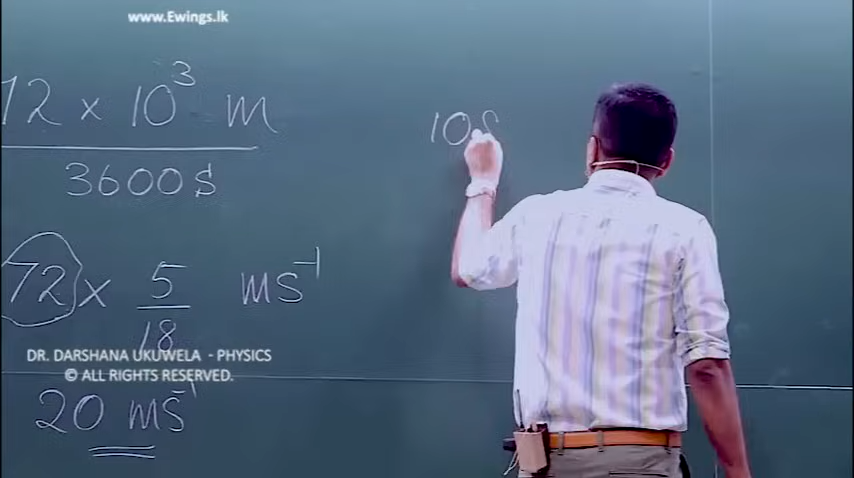 www.Ewings.lk
72 × 10³ m
3600 s
72 × 5 ms⁻¹
18
DR. DARSHANA UKUWELA - PHYSICS
© ALL RIGHTS RESERVED.
20 ms⁻¹
10